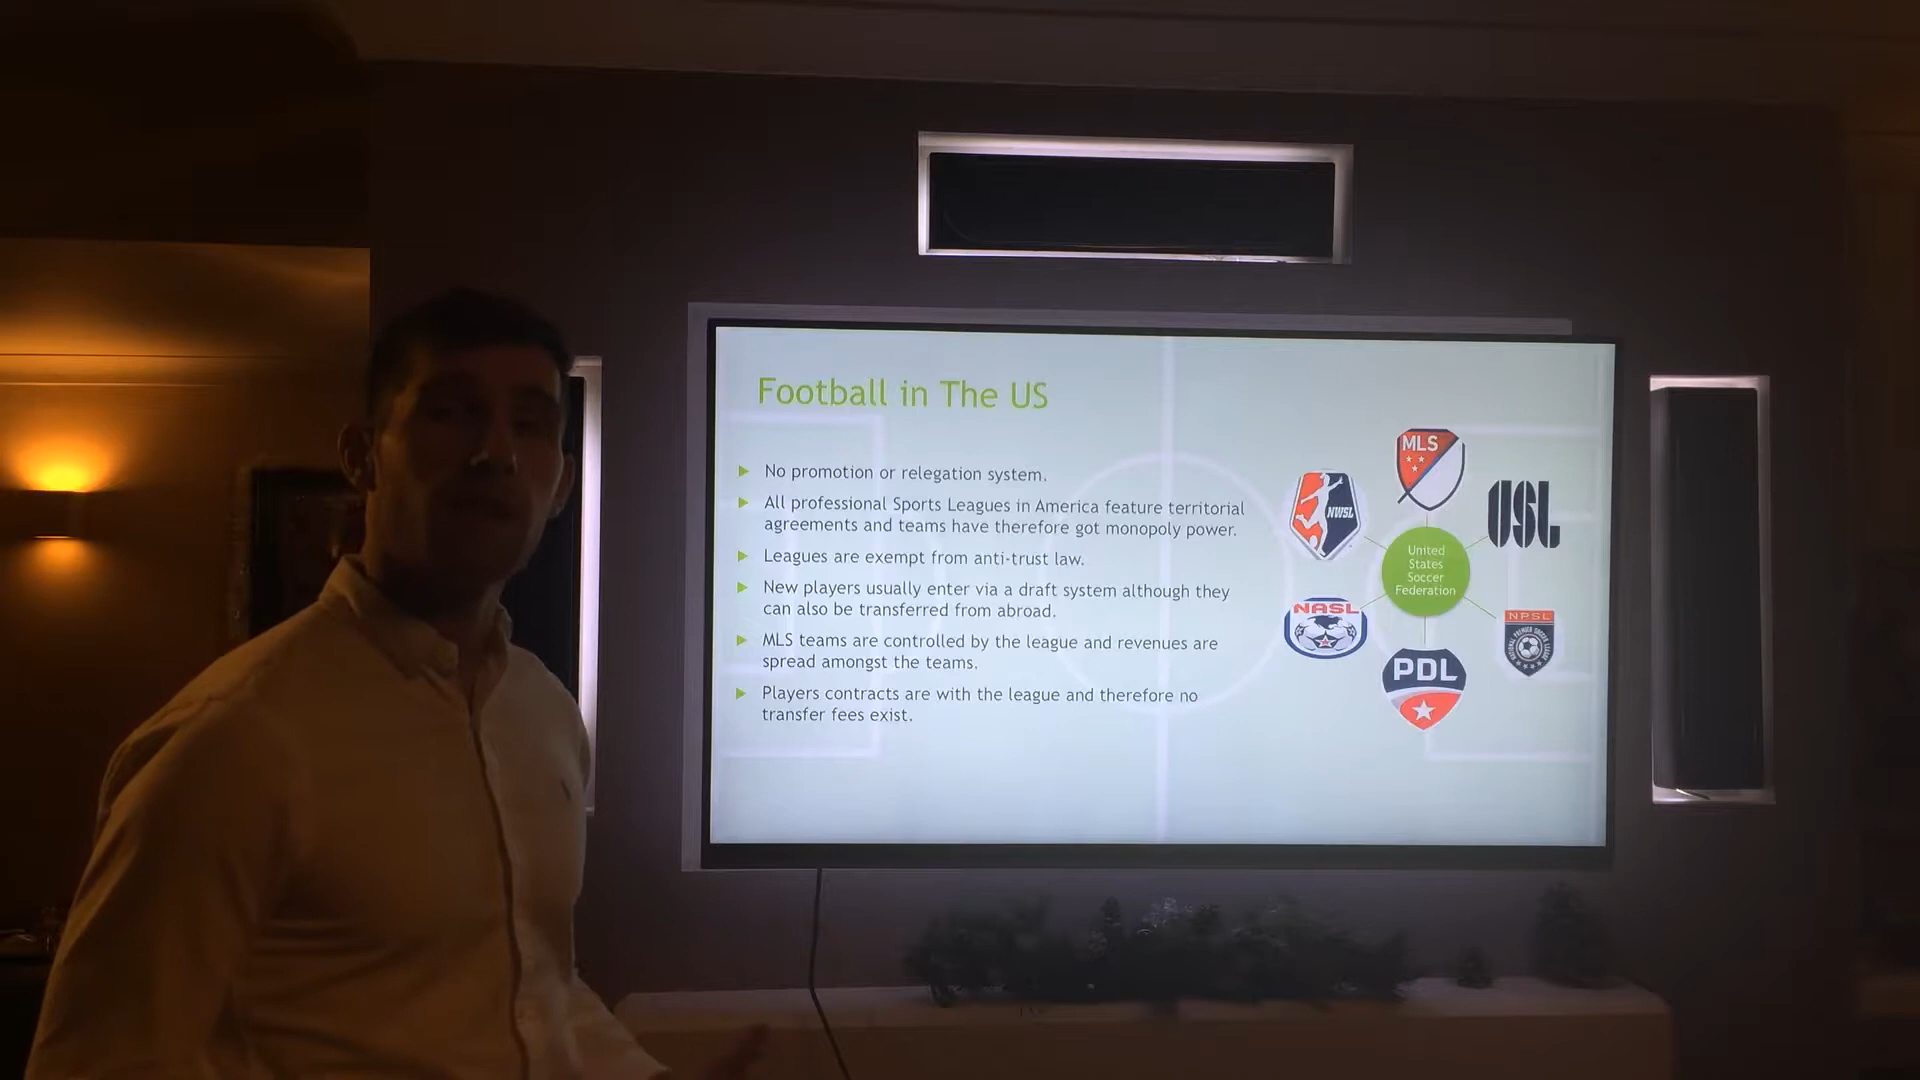 Football in The US
No promotion or relegation system.
All professional Sports Leagues in America feature territorial
agreements and teams have therefore got monopoly power.
Leagues are exempt from anti-trust law.
New players usually enter via a draft system although they
can also be transferred from abroad.
MLS teams are controlled by the league and revenues are
spread amongst the teams.
Players contracts are with the league and therefore no
transfer fees exist.
MLS
NWSL
USL
United
States
Soccer
Federation
NASL
NPSL
NATIONAL PREMIER SOCCER LEAGUE
PDL